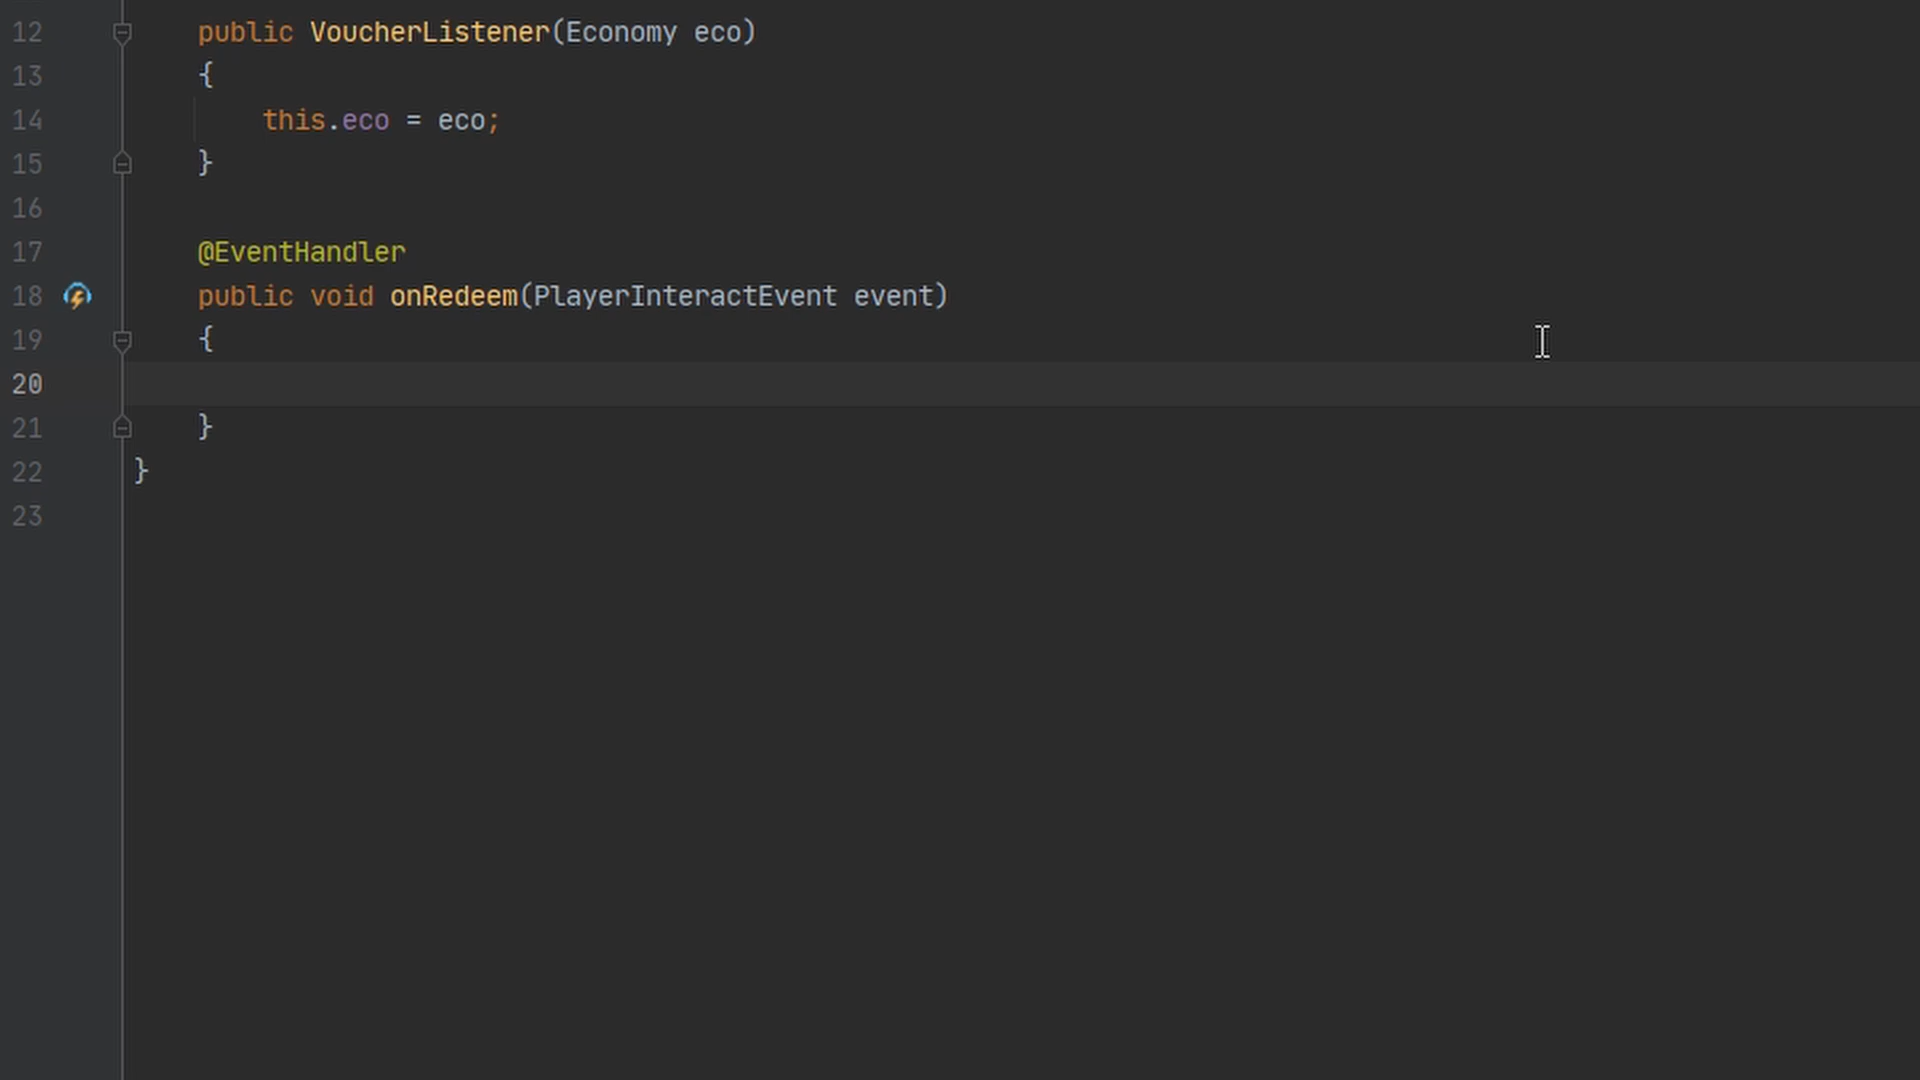 12 public VoucherListener(Economy eco)
13 {
14 this.eco = eco;
15 }
16
17 @EventHandler
18 public void onRedeem(PlayerInteractEvent event)
19 {
20
21 }
22 }
23